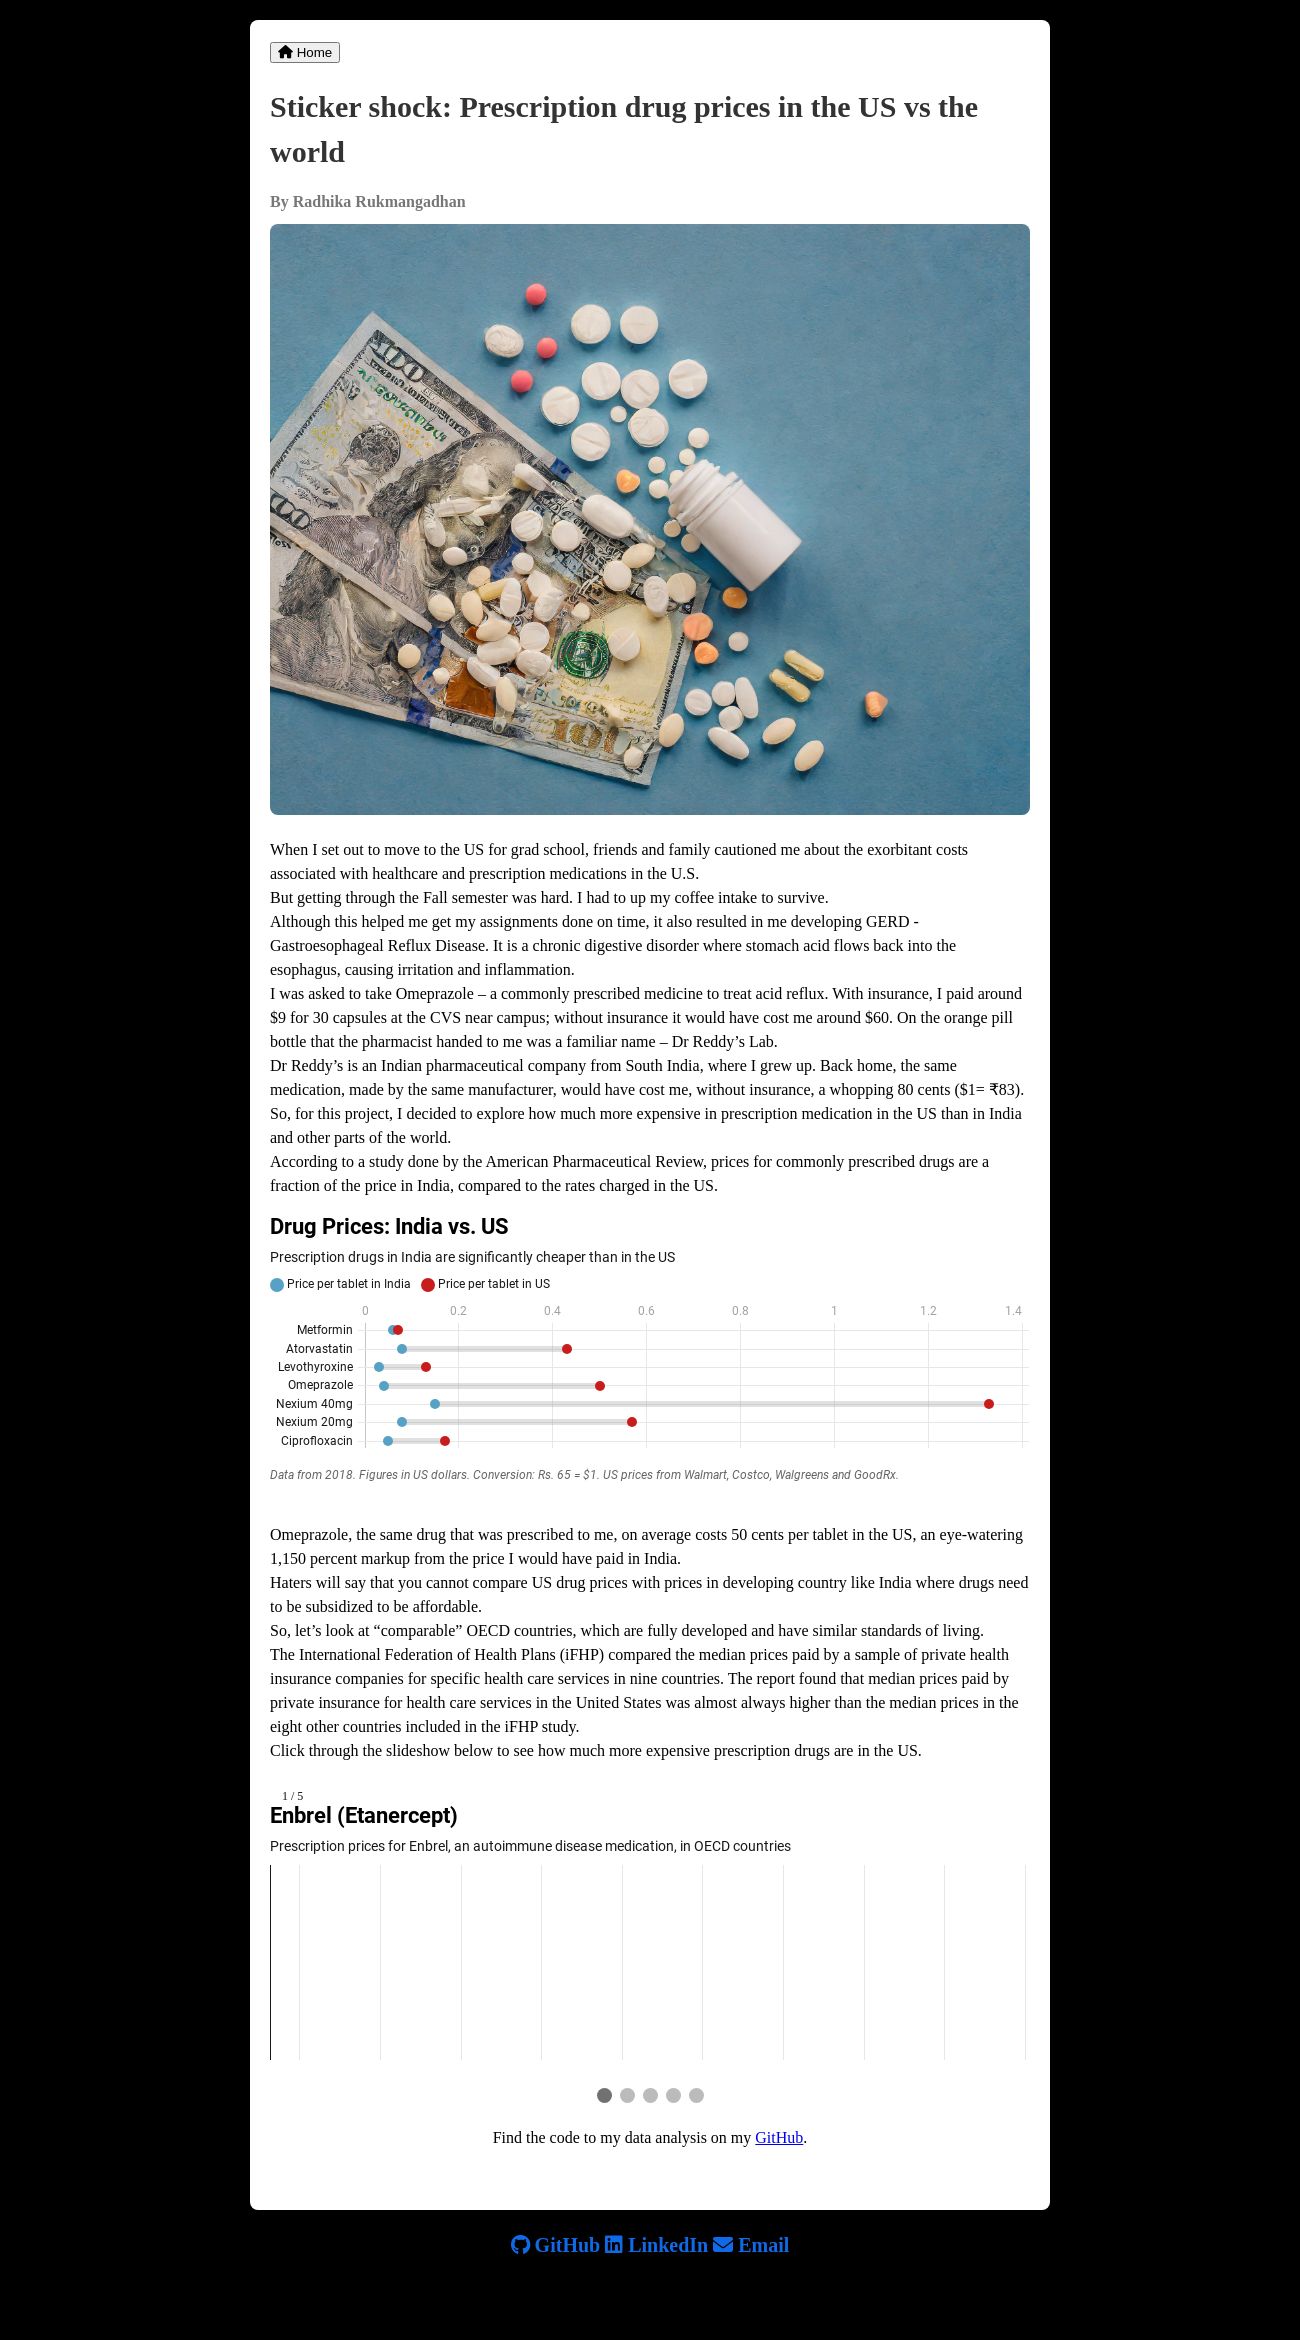 Home
Sticker shock: Prescription drug prices in the US vs the
world
By Radhika Rukmangadhan
100
100
100
When I set out to move to the US for grad school, friends and family cautioned me about the exorbitant costs
associated with healthcare and prescription medications in the U.S.
But getting through the Fall semester was hard. I had to up my coffee intake to survive.
Although this helped me get my assignments done on time, it also resulted in me developing GERD -
Gastroesophageal Reflux Disease. It is a chronic digestive disorder where stomach acid flows back into the
esophagus, causing irritation and inflammation.
I was asked to take Omeprazole – a commonly prescribed medicine to treat acid reflux. With insurance, I paid around
$9 for 30 capsules at the CVS near campus; without insurance it would have cost me around $60. On the orange pill
bottle that the pharmacist handed to me was a familiar name – Dr Reddy’s Lab.
Dr Reddy’s is an Indian pharmaceutical company from South India, where I grew up. Back home, the same
medication, made by the same manufacturer, would have cost me, without insurance, a whopping 80 cents ($1= ₹83).
So, for this project, I decided to explore how much more expensive in prescription medication in the US than in India
and other parts of the world.
According to a study done by the American Pharmaceutical Review, prices for commonly prescribed drugs are a
fraction of the price in India, compared to the rates charged in the US.
Drug Prices: India vs. US
Prescription drugs in India are significantly cheaper than in the US
Price per tablet in India Price per tablet in US
0 0.2 0.4 0.6 0.8 1 1.2 1.4
Metformin
Atorvastatin
Levothyroxine
Omeprazole
Nexium 40mg
Nexium 20mg
Ciprofloxacin
Data from 2018. Figures in US dollars. Conversion: Rs. 65 = $1. US prices from Walmart, Costco, Walgreens and GoodRx.
Omeprazole, the same drug that was prescribed to me, on average costs 50 cents per tablet in the US, an eye-watering
1,150 percent markup from the price I would have paid in India.
Haters will say that you cannot compare US drug prices with prices in developing country like India where drugs need
to be subsidized to be affordable.
So, let’s look at “comparable” OECD countries, which are fully developed and have similar standards of living.
The International Federation of Health Plans (iFHP) compared the median prices paid by a sample of private health
insurance companies for specific health care services in nine countries. The report found that median prices paid by
private insurance for health care services in the United States was almost always higher than the median prices in the
eight other countries included in the iFHP study.
Click through the slideshow below to see how much more expensive prescription drugs are in the US.
1 / 5
Enbrel (Etanercept)
Prescription prices for Enbrel, an autoimmune disease medication, in OECD countries
Find the code to my data analysis on my GitHub.
GitHub LinkedIn Email